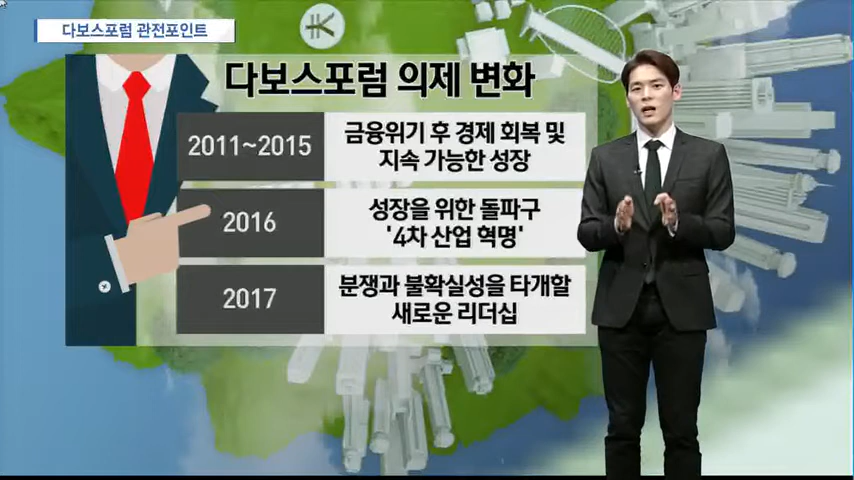 다보스포럼 관전포인트
다보스포럼 의제 변화
2011~2015
금융위기 후 경제 회복 및
지속 가능한 성장
2016
성장을 위한 돌파구
'4차 산업 혁명'
2017
분쟁과 불확실성을 타개할
새로운 리더십